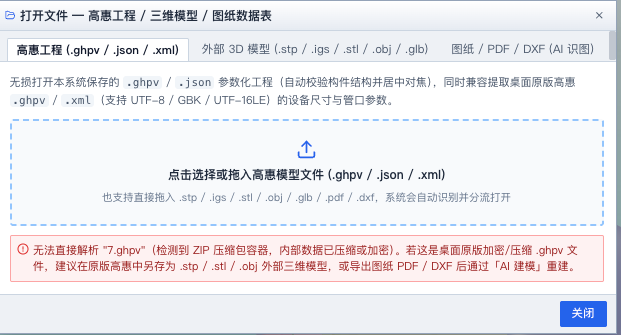 打开文件 — 高惠工程 / 三维模型 / 图纸数据表
高惠工程 (.ghpv / .json / .xml)
外部 3D 模型 (.stp / .igs / .stl / .obj / .glb)
图纸 / PDF / DXF (AI 识图)
无损打开本系统保存的 .ghpv / .json 参数化工程（自动校验构件结构并居中对焦），同时兼容提取桌面原版高惠
.ghpv / .xml（支持 UTF-8 / GBK / UTF-16LE）的设备尺寸与管口参数。
点击选择或拖入高惠模型文件 (.ghpv / .json / .xml)
也支持直接拖入 .stp / .igs / .stl / .obj / .glb / .pdf / .dxf，系统会自动识别并分流打开
无法直接解析 "7.ghpv"（检测到 ZIP 压缩包容器，内部数据已压缩或加密）。若这是桌面原版加密/压缩 .ghpv 文
件，建议在原版高惠中另存为 .stp / .stl / .obj 外部三维模型，或导出图纸 PDF / DXF 后通过「AI 建模」重建。
关闭